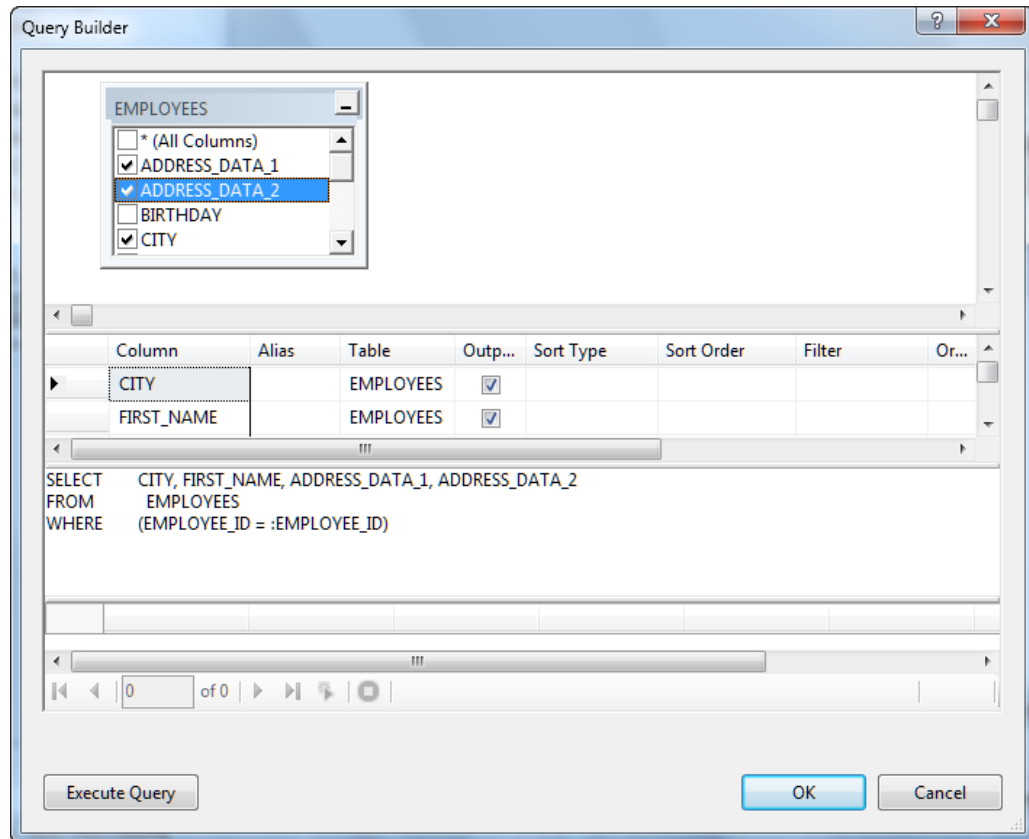 Query Builder
EMPLOYEES
* (All Columns)
ADDRESS_DATA_1
ADDRESS_DATA_2
BIRTHDAY
CITY
Column Alias Table Outp... Sort Type Sort Order Filter Or...
CITY EMPLOYEES
FIRST_NAME EMPLOYEES
SELECT CITY, FIRST_NAME, ADDRESS_DATA_1, ADDRESS_DATA_2
FROM EMPLOYEES
WHERE (EMPLOYEE_ID = :EMPLOYEE_ID)
0 of 0
Execute Query OK Cancel